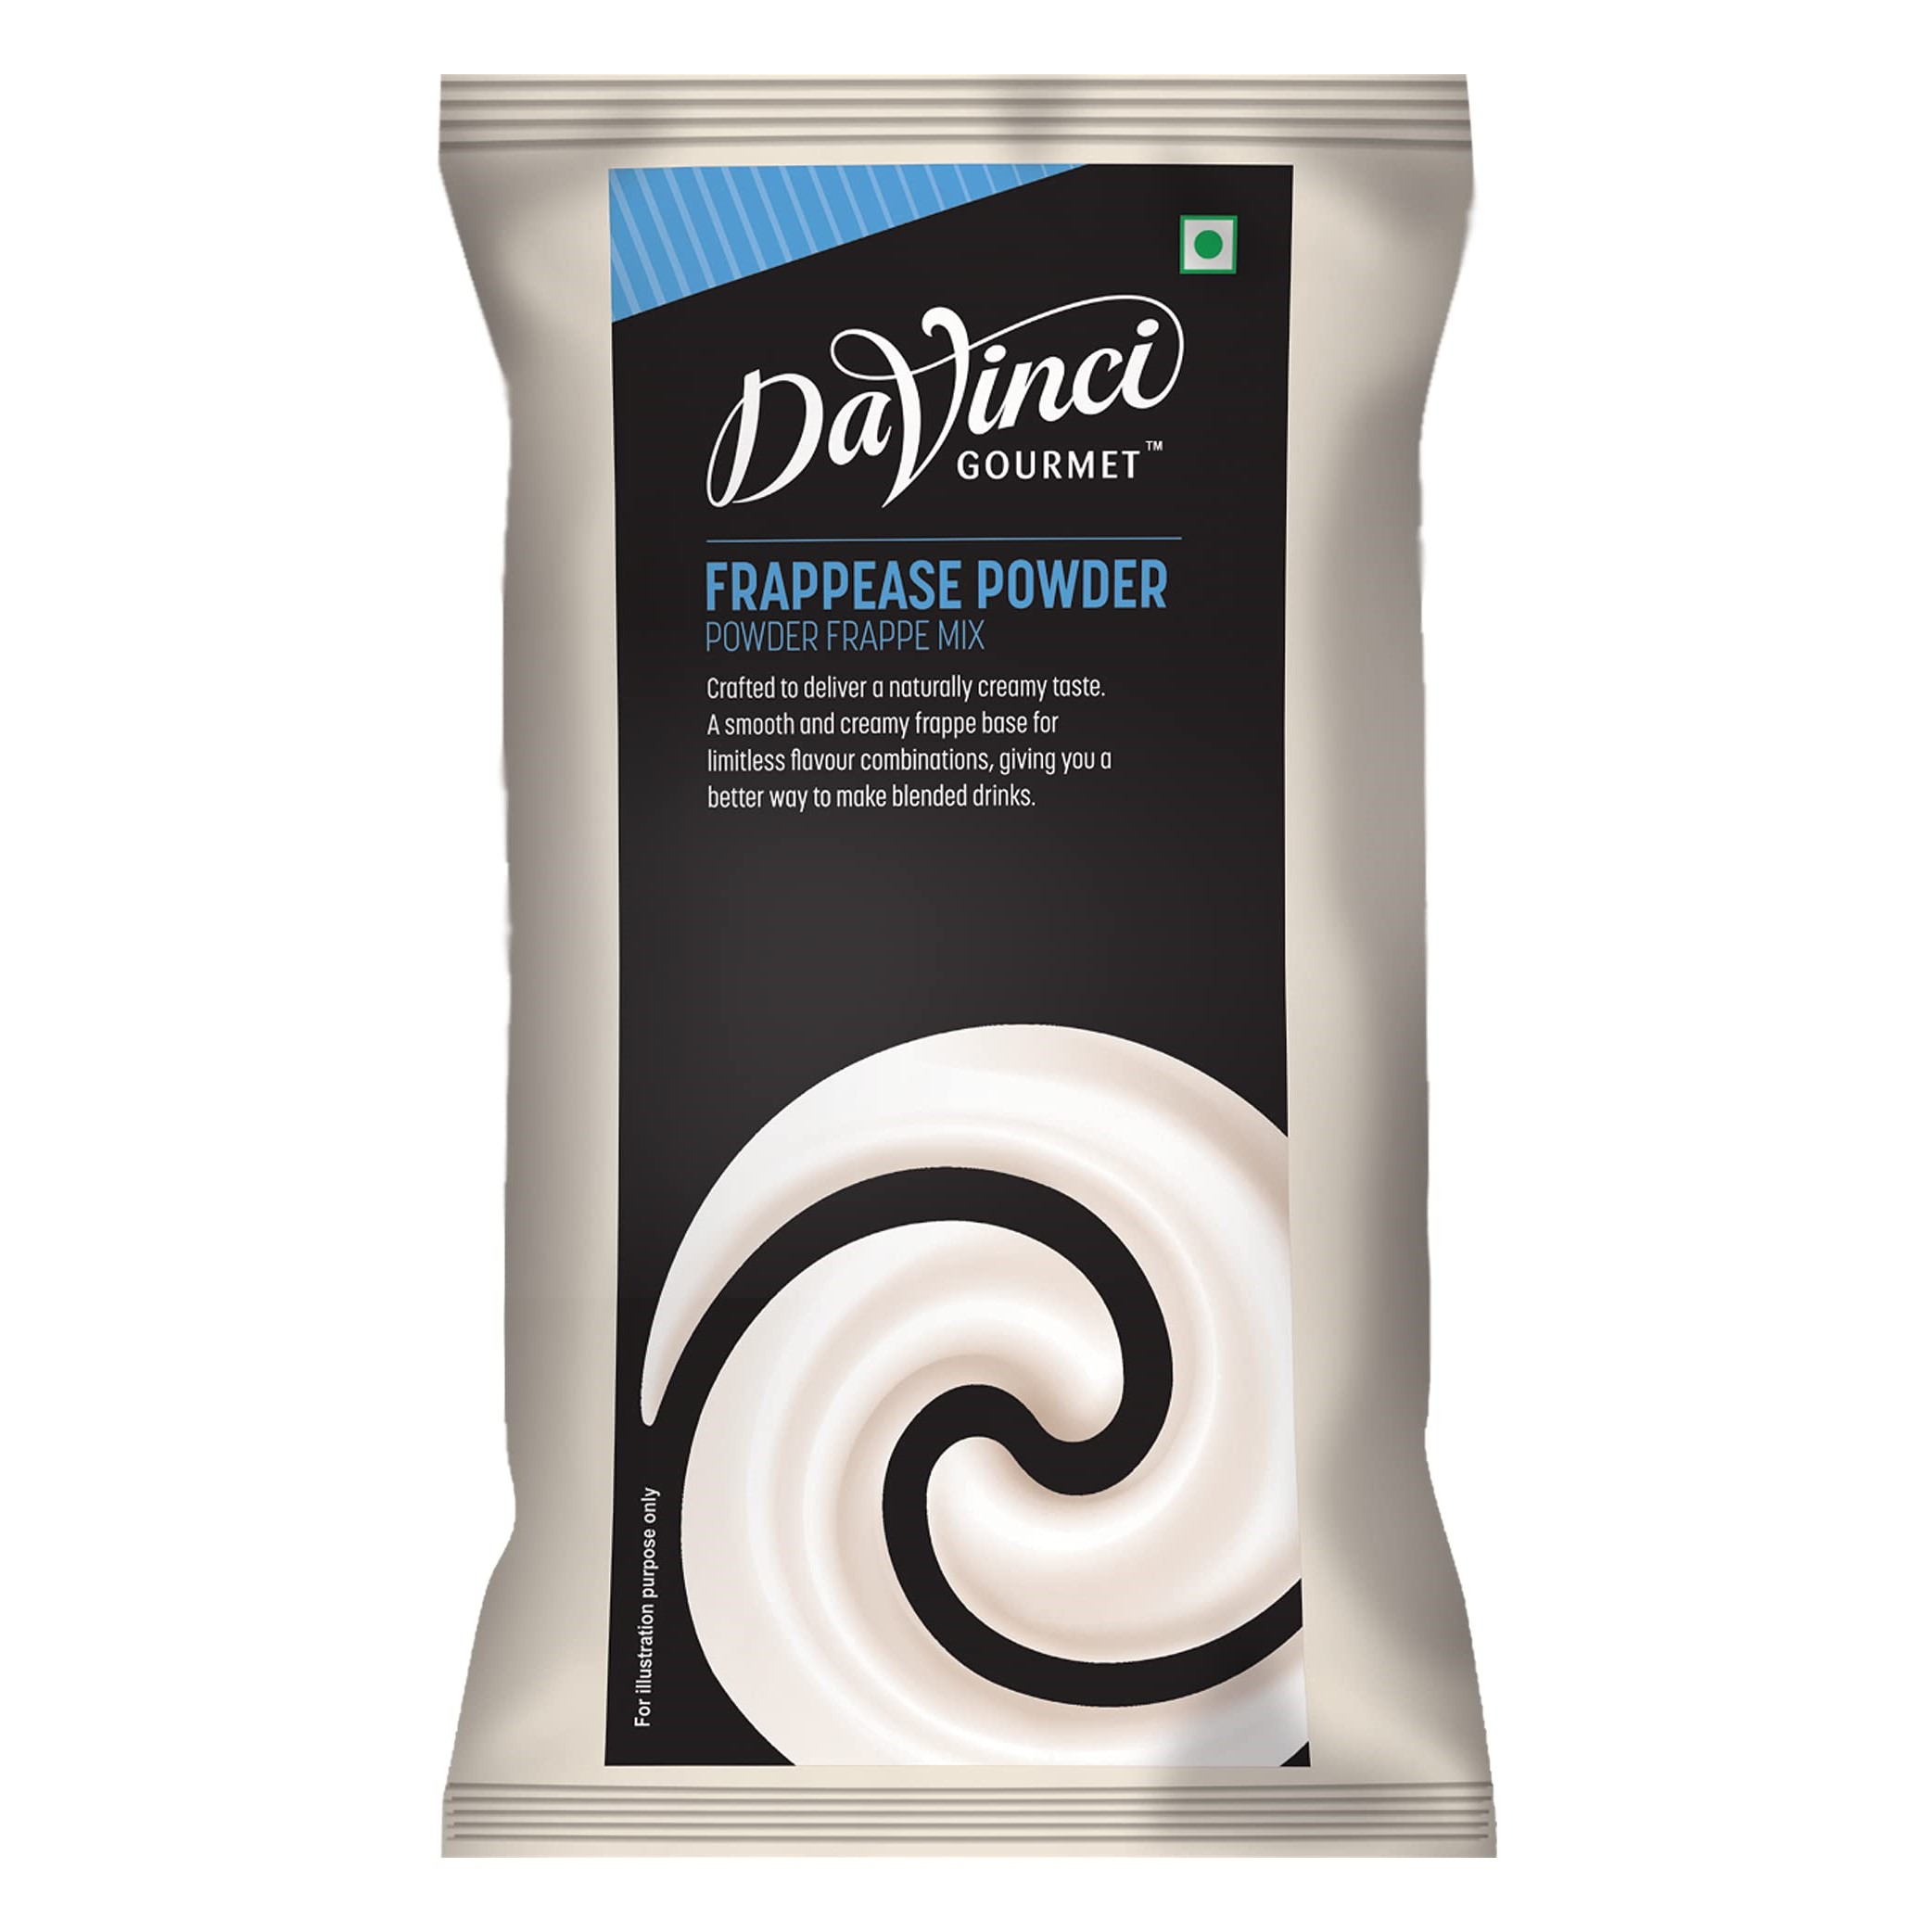 DaVinci
GOURMET™
FRAPPEASE POWDER
POWDER FRAPPE MIX
Crafted to deliver a naturally creamy taste.
A smooth and creamy frappe base for
limitless flavour combinations, giving you a
better way to make blended drinks.
For illustration purpose only